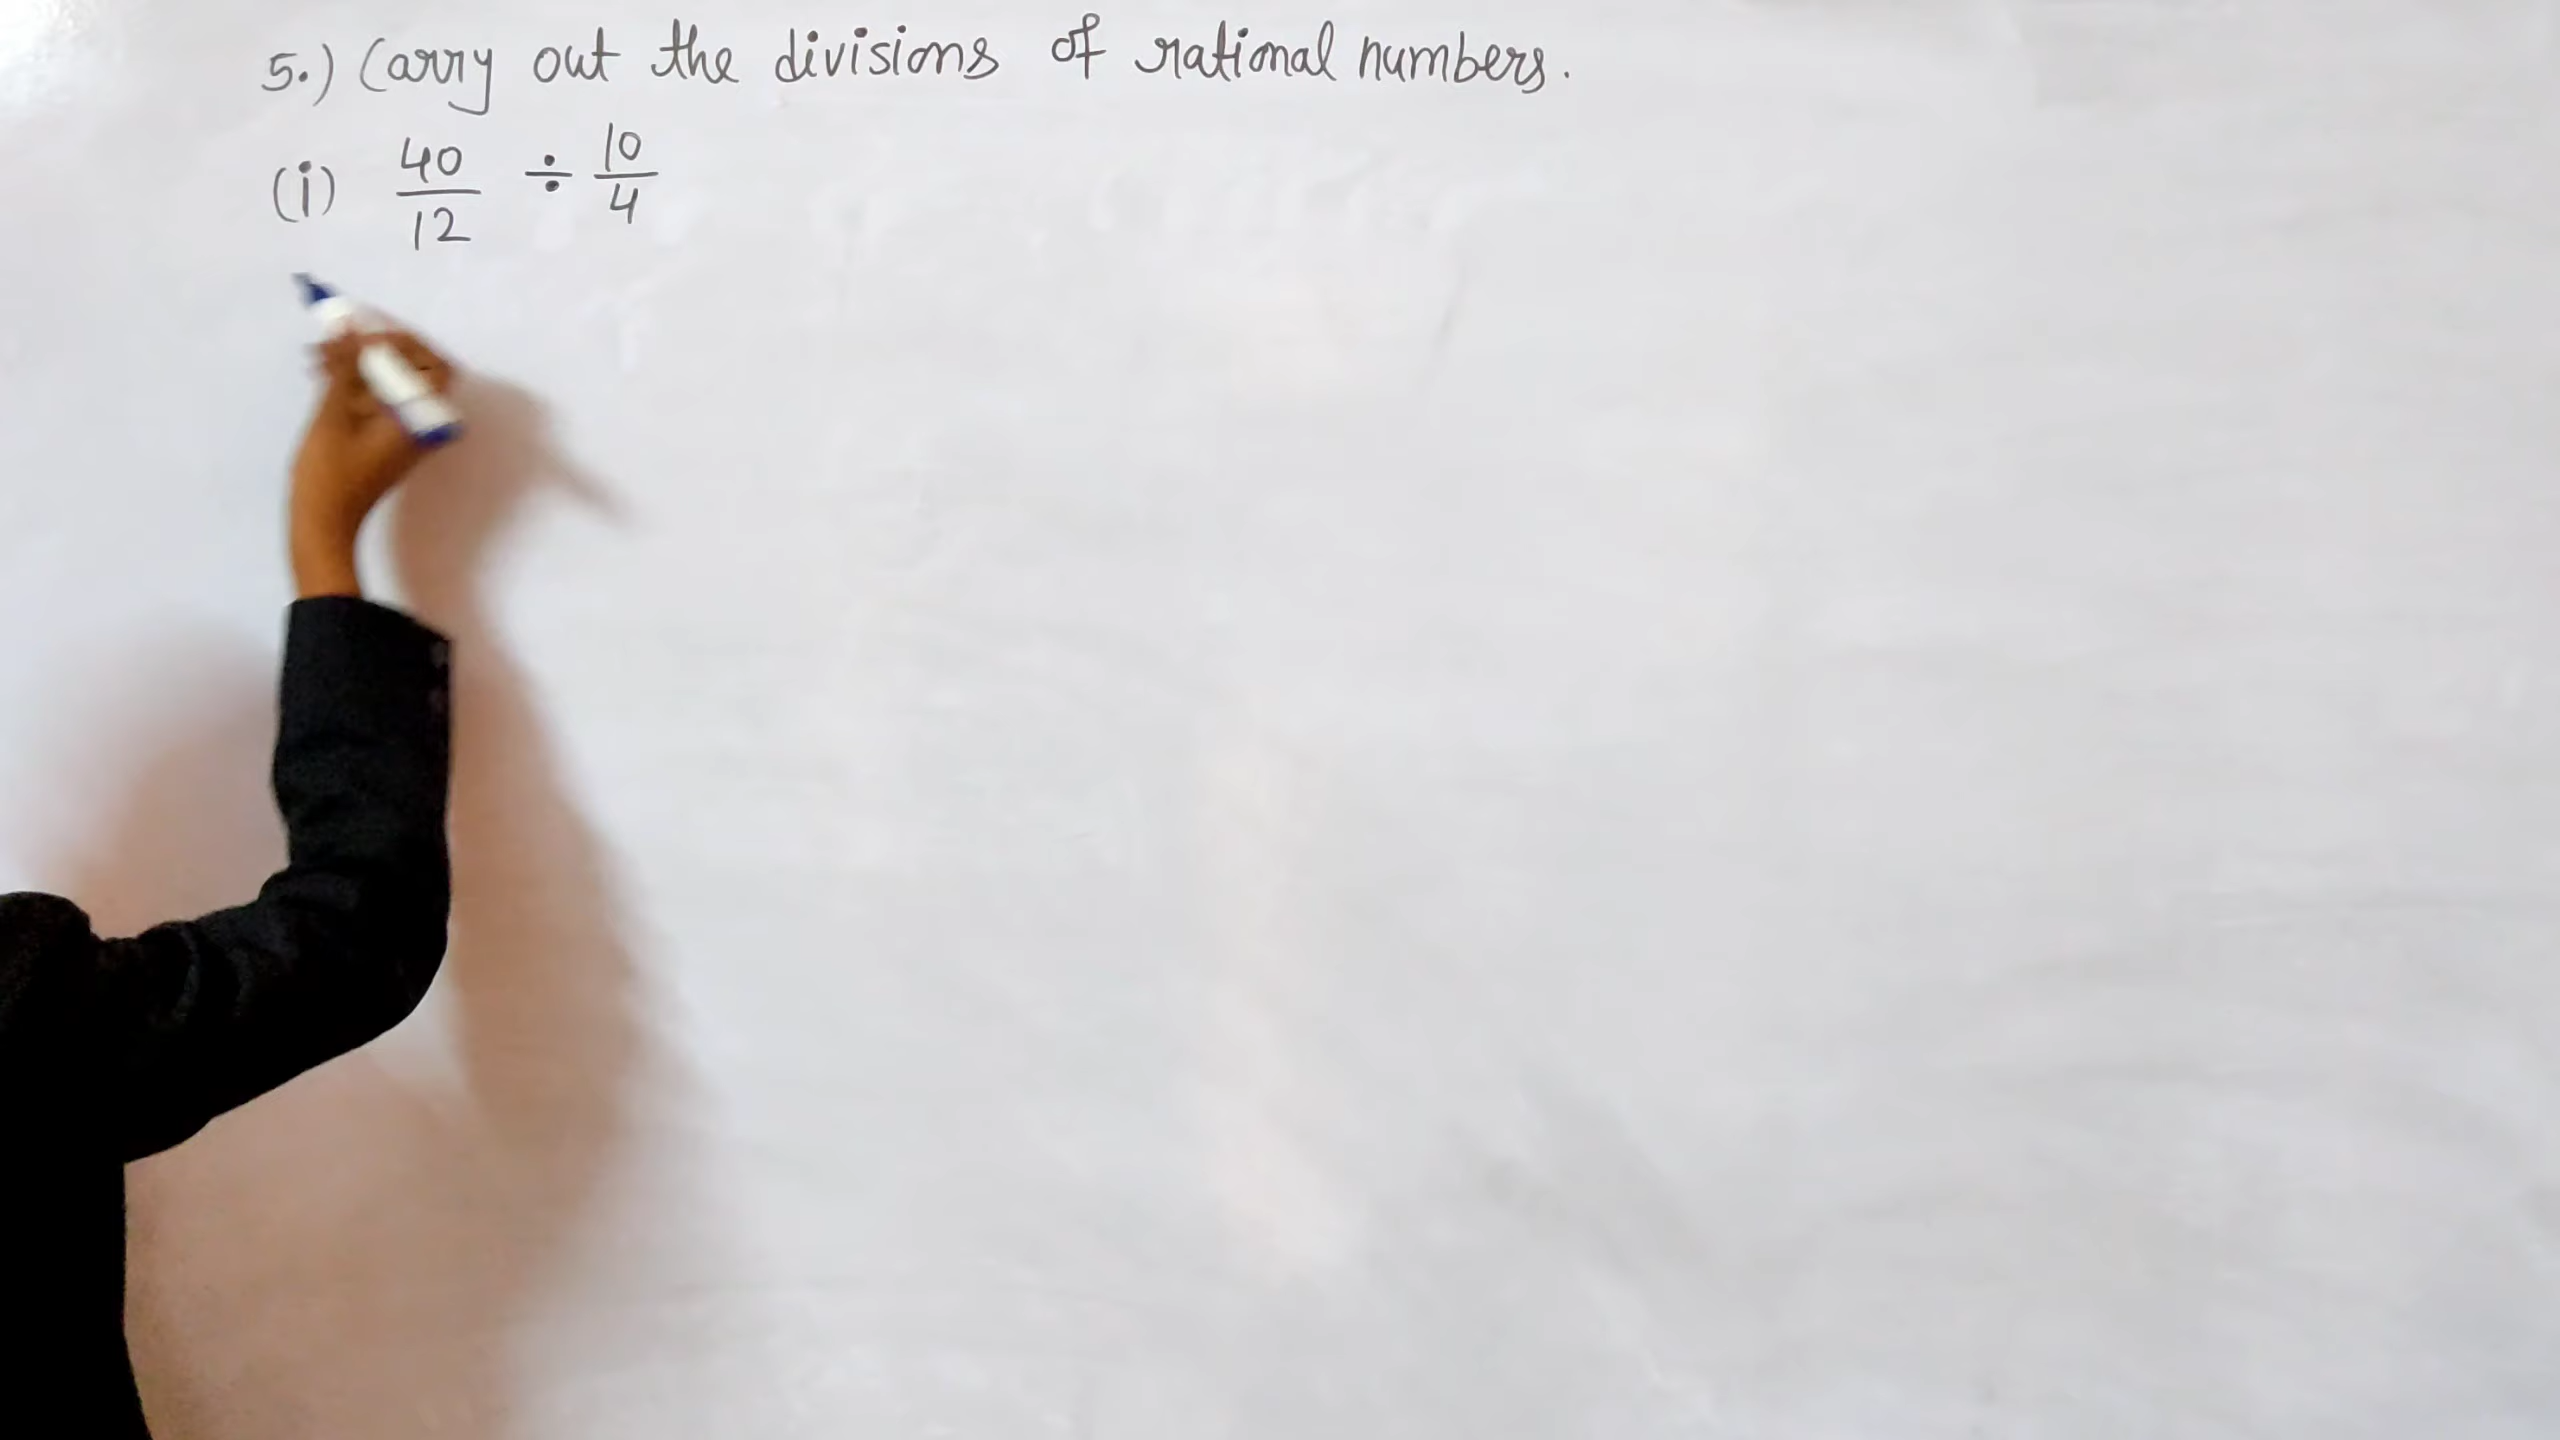 5.) Carry out the divisions of rational numbers.
(i) 40/12 ÷ 10/4